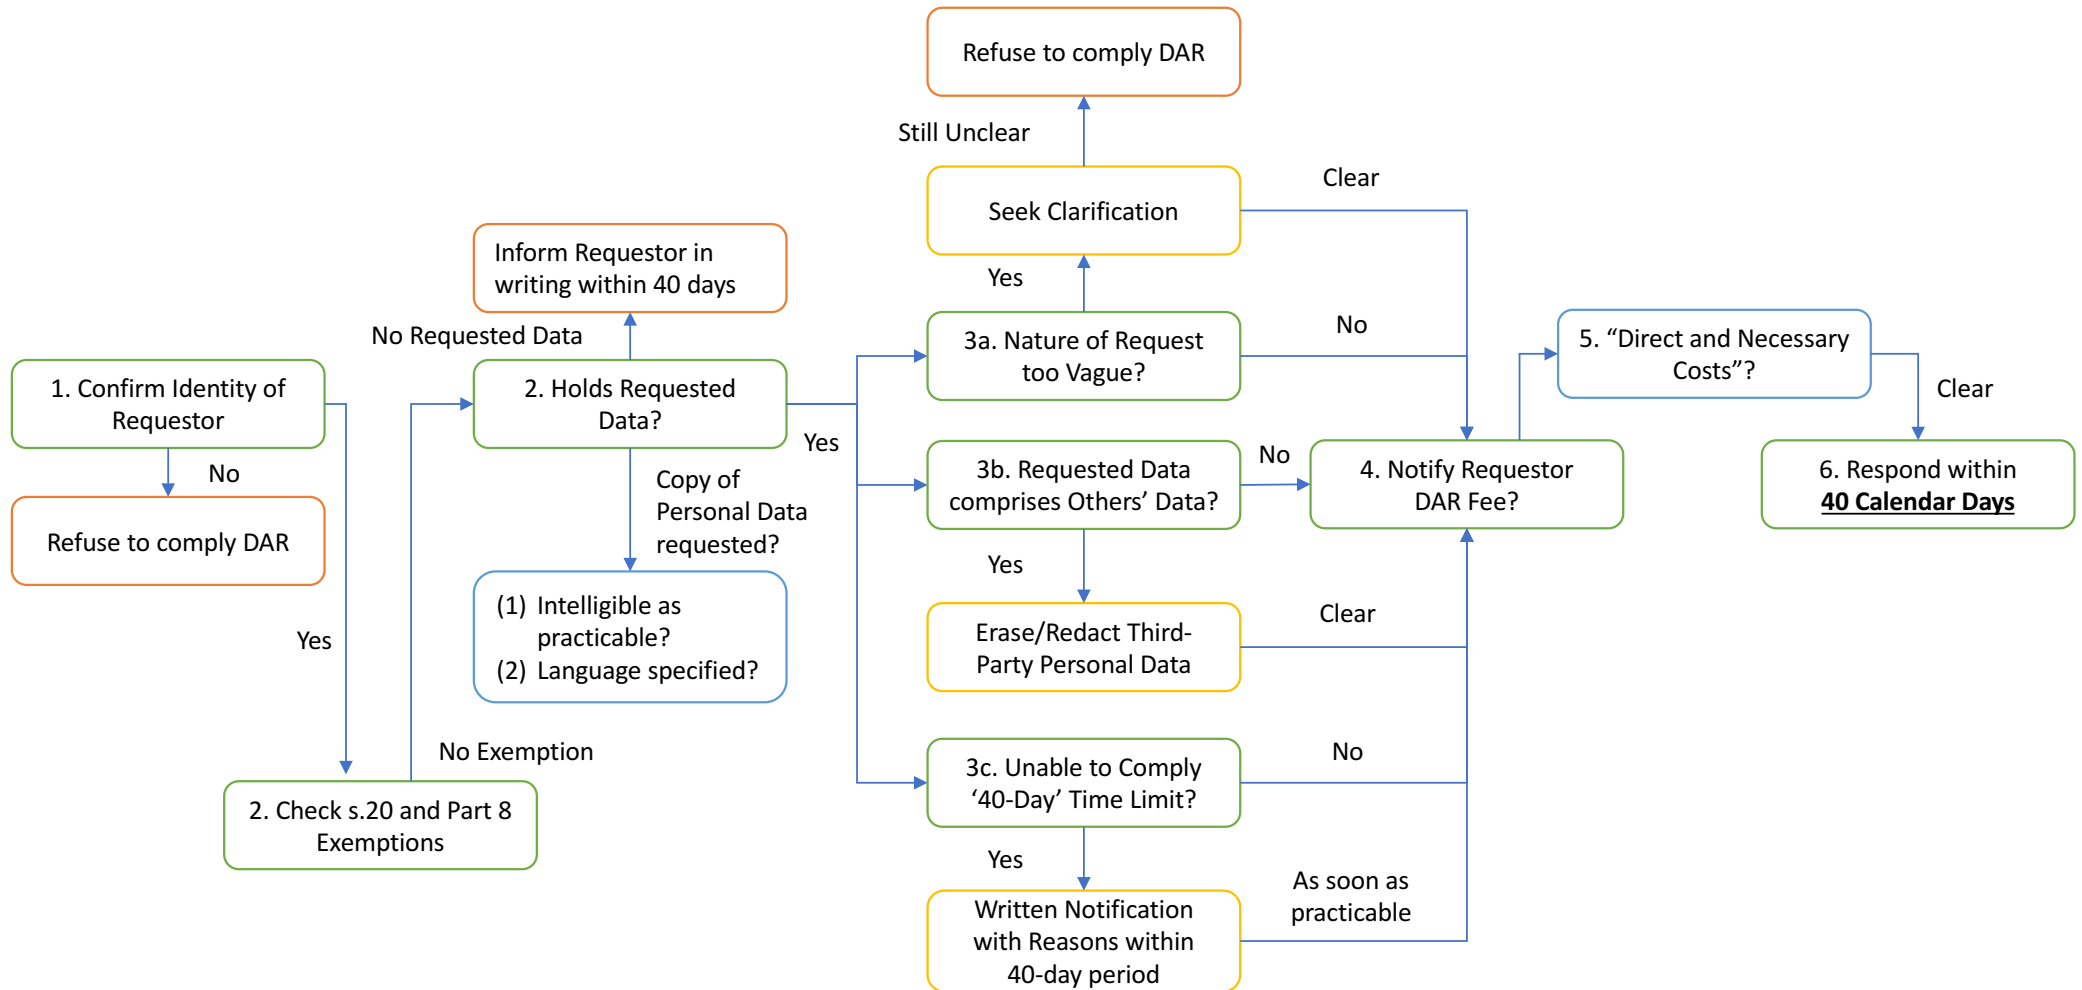 Refuse to comply DAR
Still Unclear
Clear
Seek Clarification
Inform Requestor in
writing within 40 days
Yes
No Requested Data
No
3a. Nature of Request
too Vague?
5. “Direct and Necessary
Costs”?
1. Confirm Identity of
Requestor
2. Holds Requested
Data?
Clear
Yes
No
No
3b. Requested Data
comprises Others’ Data?
4. Notify Requestor
DAR Fee?
6. Respond within
40 Calendar Days
Copy of
Personal Data
requested?
Refuse to comply DAR
Yes
(1) Intelligible as
practicable?
(2) Language specified?
Clear
Erase/Redact Third-
Party Personal Data
Yes
No Exemption
No
3c. Unable to Comply
‘40-Day’ Time Limit?
2. Check s.20 and Part 8
Exemptions
Yes
As soon as
practicable
Written Notification
with Reasons within
40-day period